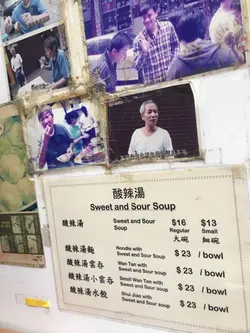 酸辣湯
Sweet and Sour Soup
酸辣湯 Sweet and Sour Soup $16 Regular 大碗 $13 Small 細碗
酸辣湯麵 Noodle with Sweet and Sour Soup $ 23 / bowl
酸辣湯雲吞 Wan Tan with Sweet and Sour soup $ 23 / bowl
酸辣湯小雲吞 Small Wan Tan with Sweet and Sour soup $ 23 / bowl
酸辣湯水餃 Shui Jian with Sweet and Sour soup $ 23 / bowl